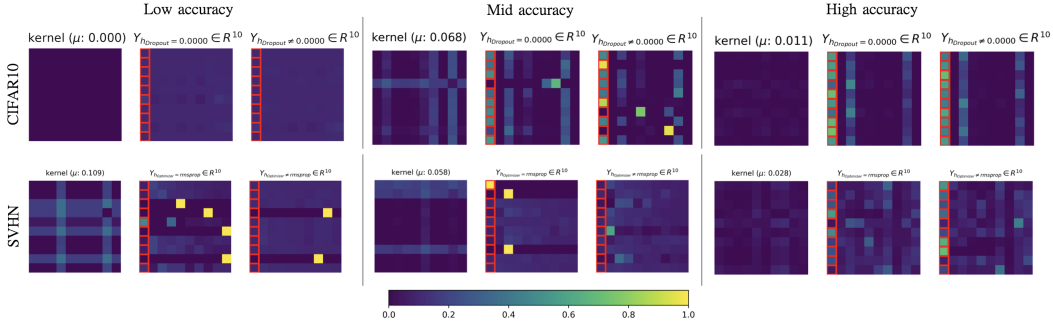 Low accuracy
Mid accuracy
High accuracy
CIFAR10
kernel (μ: 0.000)
Y_{h_{Dropout} = 0.0000} ∈ R^{10}
Y_{h_{Dropout} ≠ 0.0000} ∈ R^{10}
kernel (μ: 0.068)
Y_{h_{Dropout} = 0.0000} ∈ R^{10}
Y_{h_{Dropout} ≠ 0.0000} ∈ R^{10}
kernel (μ: 0.011)
Y_{h_{Dropout} = 0.0000} ∈ R^{10}
Y_{h_{Dropout} ≠ 0.0000} ∈ R^{10}
SVHN
kernel (μ: 0.109)
Y_{h_{Optimizer} = rmsprop} ∈ R^{10}
Y_{h_{Optimizer} ≠ rmsprop} ∈ R^{10}
kernel (μ: 0.058)
Y_{h_{Optimizer} = rmsprop} ∈ R^{10}
Y_{h_{Optimizer} ≠ rmsprop} ∈ R^{10}
kernel (μ: 0.028)
Y_{h_{Optimizer} = rmsprop} ∈ R^{10}
Y_{h_{Optimizer} ≠ rmsprop} ∈ R^{10}
0.0 0.2 0.4 0.6 0.8 1.0